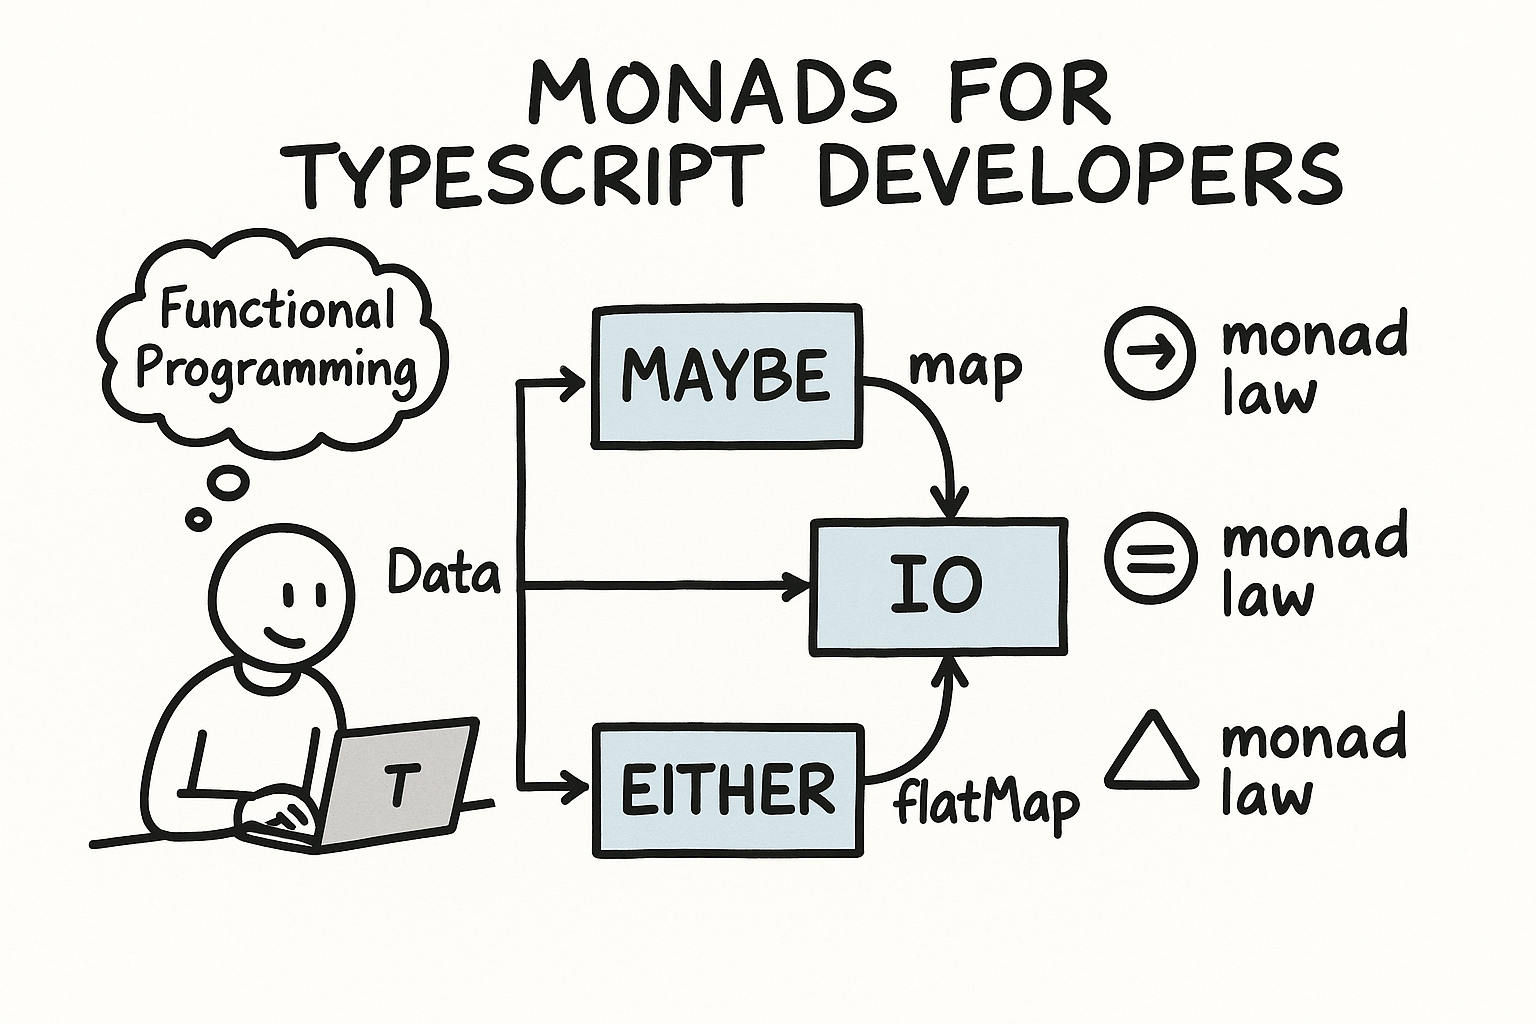 MONADS FOR
TYPESCRIPT DEVELOPERS
Functional
Programming
Data
T
MAYBE
map
IO
EITHER
flatMap
monad
law
monad
law
monad
law